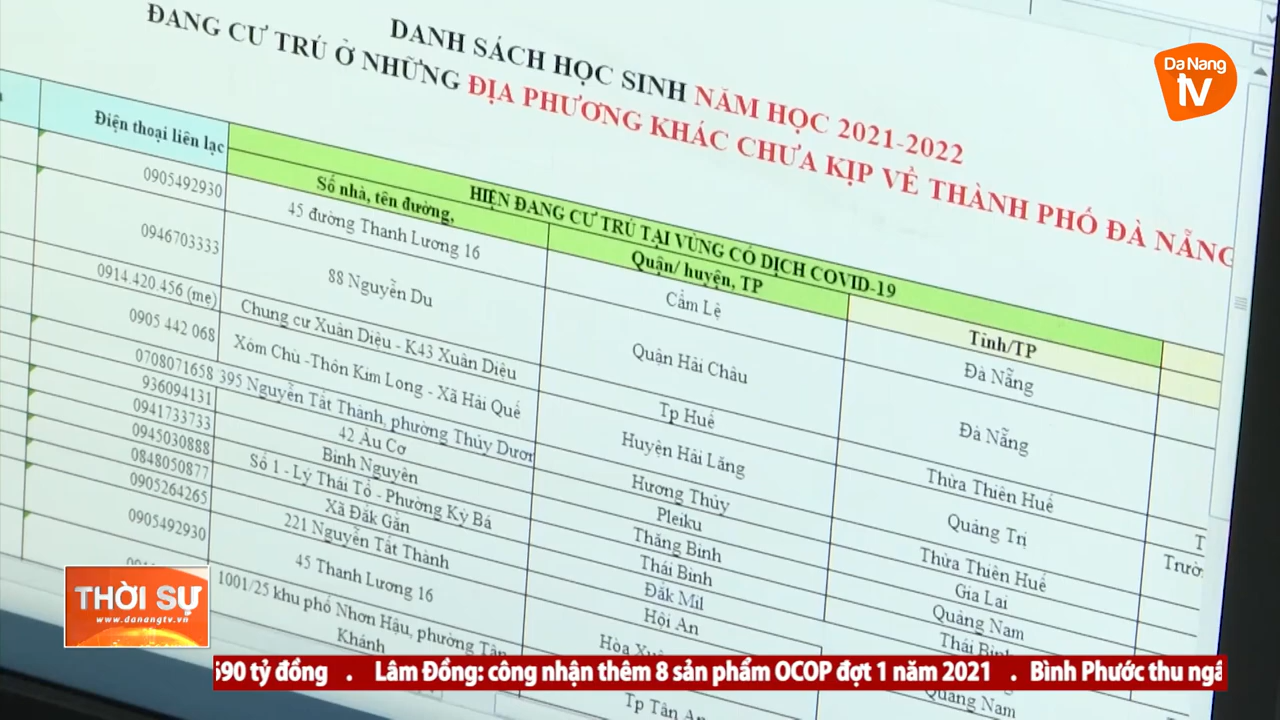 DANH SÁCH HỌC SINH NĂM HỌC 2021-2022
ĐANG CƯ TRÚ Ở NHỮNG ĐỊA PHƯƠNG KHÁC CHƯA KỊP VỀ THÀNH PHỐ ĐÀ NẴNG
Da Nang
tv
Điện thoại liên lạc
HIỆN ĐANG CƯ TRÚ TẠI VÙNG CÓ DỊCH COVID-19
Số nhà, tên đường,
Quận/ huyện, TP
Tỉnh/TP
0905492930 45 đường Thanh Lương 16 Cẩm Lệ Đà Nẵng
0946703333 88 Nguyễn Du Quận Hải Châu Đà Nẵng
0914.420.456 (mẹ) Chung cư Xuân Diệu - K43 Xuân Diệu Tp Huế Thừa Thiên Huế
0905 442 068 Xóm Chù -Thôn Kim Long - Xã Hải Quế Huyện Hải Lăng Quảng Trị
0708071658 395 Nguyễn Tất Thành, phường Thủy Dươn Hương Thủy Thừa Thiên Huế
936094131 42 Âu Cơ Pleiku Gia Lai
0941733733 Bình Nguyên Thăng Bình Quảng Nam
0945030888 Số 1 - Lý Thái Tổ - Phường Kỳ Bá Thái Bình Thái Bình
0848050877 Xã Đăk Gằn Đắk Mil
0905264265 221 Nguyễn Tất Thành Hội An
0905492930 45 Thanh Lương 16 Hòa Xuâ
1001/25 khu phố Nhơn Hậu, phường Tân
Khánh Tp Tân An
Quảng Nam
THỜI SỰ
www.danangtv.vn
590 tỷ đồng . Lâm Đồng: công nhận thêm 8 sản phẩm OCOP đợt 1 năm 2021 . Bình Phước thu ngâ